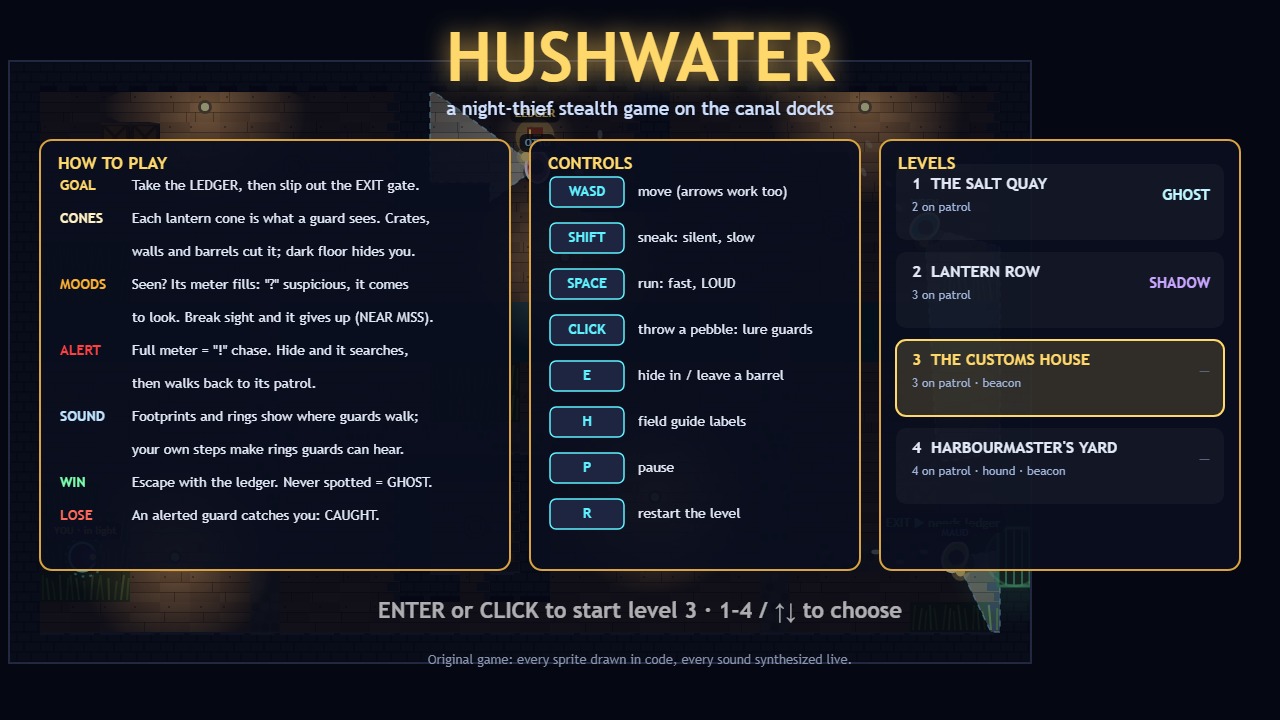 HUSHWATER
a night-thief stealth game on the canal docks
LEDGER
HOW TO PLAY
GOAL Take the LEDGER, then slip out the EXIT gate.
CONES Each lantern cone is what a guard sees. Crates,
walls and barrels cut it; dark floor hides you.
MOODS Seen? Its meter fills: "?" suspicious, it comes
to look. Break sight and it gives up (NEAR MISS).
ALERT Full meter = "!" chase. Hide and it searches,
then walks back to its patrol.
SOUND Footprints and rings show where guards walk;
your own steps make rings guards can hear.
WIN Escape with the ledger. Never spotted = GHOST.
LOSE An alerted guard catches you: CAUGHT.
CONTROLS
WASD move (arrows work too)
SHIFT sneak: silent, slow
SPACE run: fast, LOUD
CLICK throw a pebble: lure guards
E hide in / leave a barrel
H field guide labels
P pause
R restart the level
LEVELS
1 THE SALT QUAY
2 on patrol
GHOST
2 LANTERN ROW
3 on patrol
SHADOW
3 THE CUSTOMS HOUSE
3 on patrol · beacon
—
4 HARBOURMASTER'S YARD
4 on patrol · hound · beacon
—
ENTER or CLICK to start level 3 · 1-4 / ↑↓ to choose
Original game: every sprite drawn in code, every sound synthesized live.